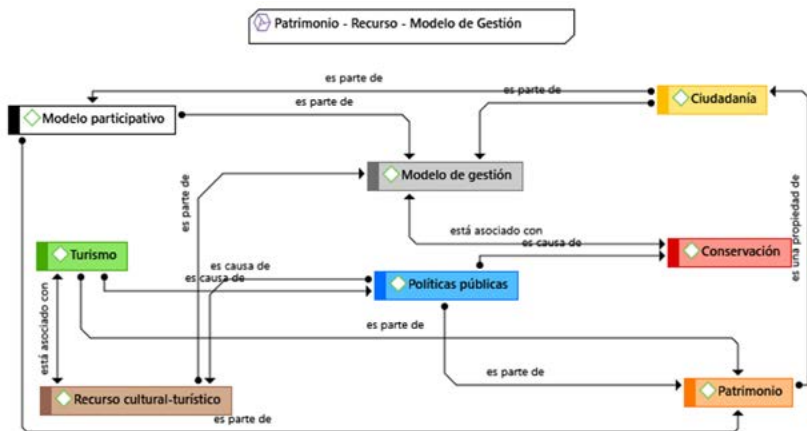 Patrimonio - Recurso - Modelo de Gestión
es parte de
es parte de
Ciudadanía
es parte de
Modelo participativo
Modelo de gestión
es parte de
es una propiedad de
está asociado con
es causa de
Turismo
Conservación
es causa de
es causa de
Políticas públicas
está asociado con
es parte de
es parte de
Recurso cultural-turístico
Patrimonio
es parte de